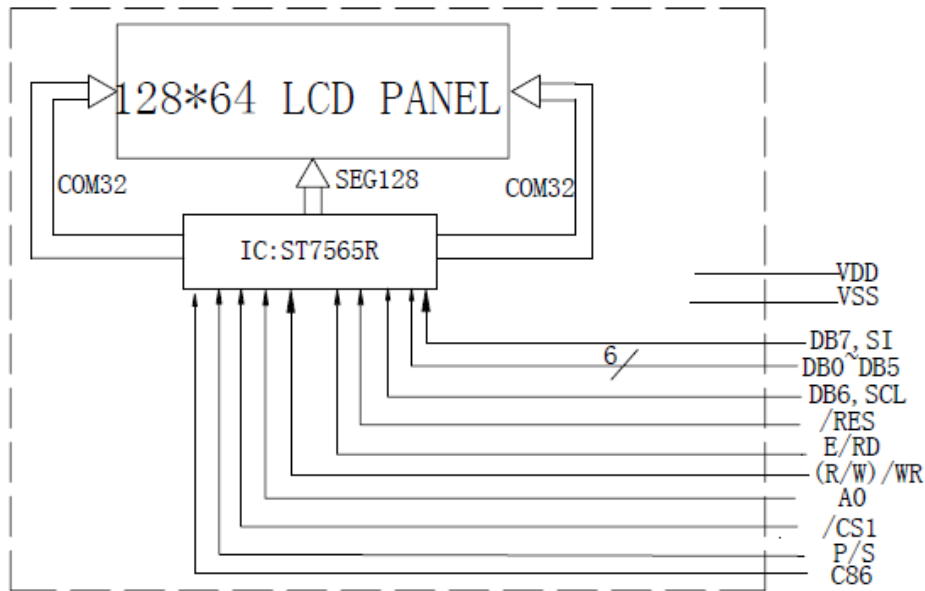 128*64 LCD PANEL
COM32
SEG128
COM32
IC:ST7565R
VDD
VSS
DB7,SI
6
DB0~DB5
DB6,SCL
/RES
E/RD
(R/W)/WR
A0
/CS1
P/S
C86